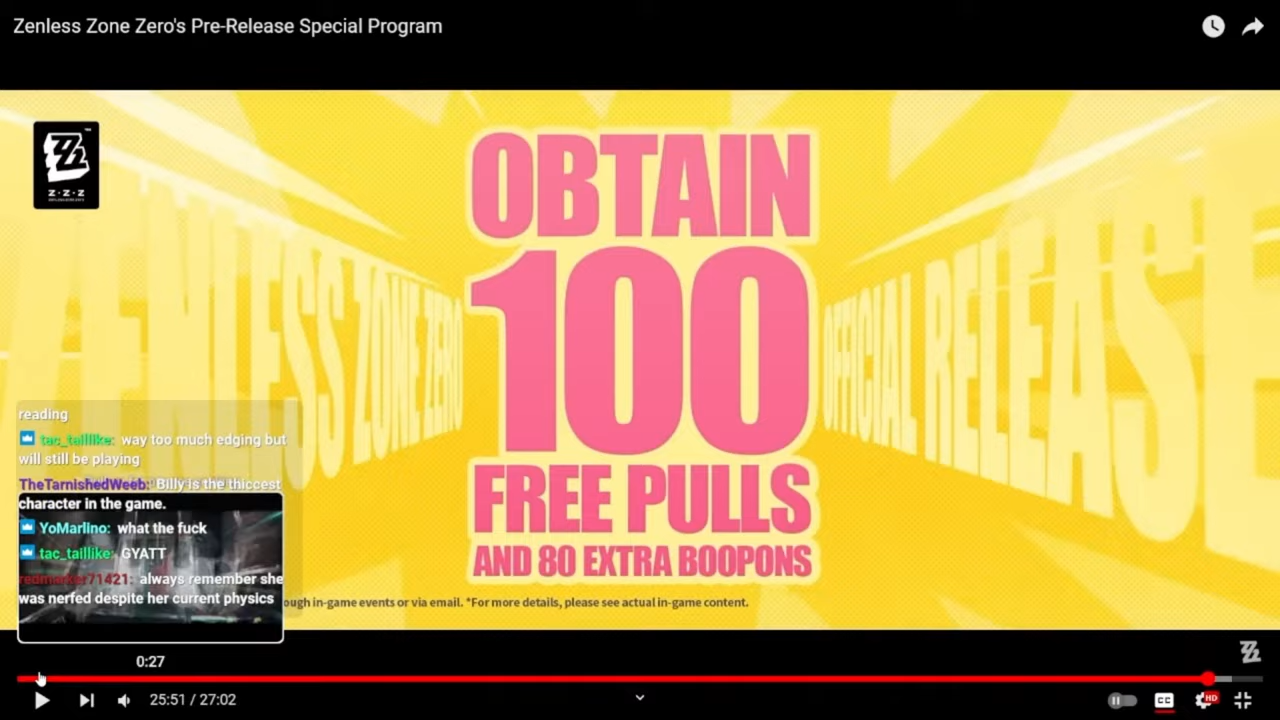 Zenless Zone Zero's Pre-Release Special Program
Z·Z·Z
ZENLESS ZONE ZERO
OBTAIN
100
FREE PULLS
AND 80 EXTRA BOOPONS
OFFICIAL RELEASE
reading
tac_taillike: way too much edging but
will still be playing
TheTarnishedWeeb: Billy is the thiccest
character in the game.
YoMarlino: what the fuck
tac_taillike: GYATT
redmarker71421: always remember she
was nerfed despite her current physics
in-game events or via email. *For more details, please see actual in-game content.
0:27
25:51 / 27:02
CC
HD